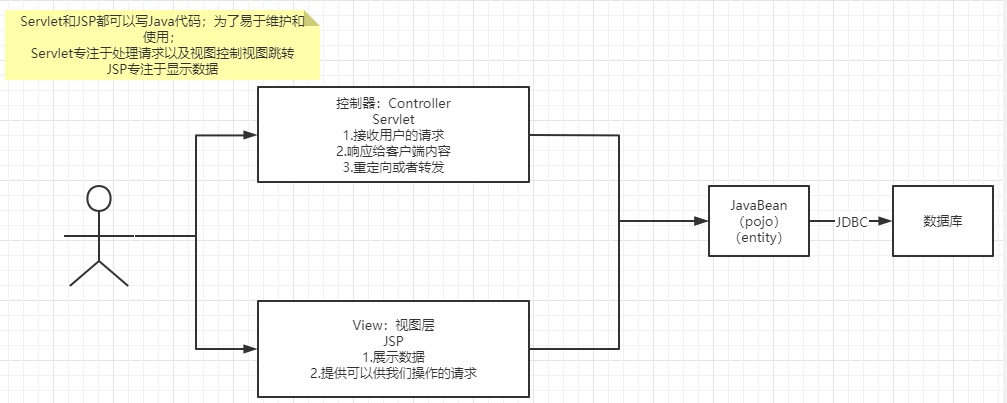 Servlet和JSP都可以写Java代码；为了易于维护和
使用；
Servlet专注于处理请求以及视图控制视图跳转
JSP专注于显示数据
控制器：Controller
Servlet
1.接收用户的请求
2.响应给客户端内容
3.重定向或者转发
JavaBean
（pojo）
（entity）
JDBC
数据库
View：视图层
JSP
1.展示数据
2.提供可以供我们操作的请求